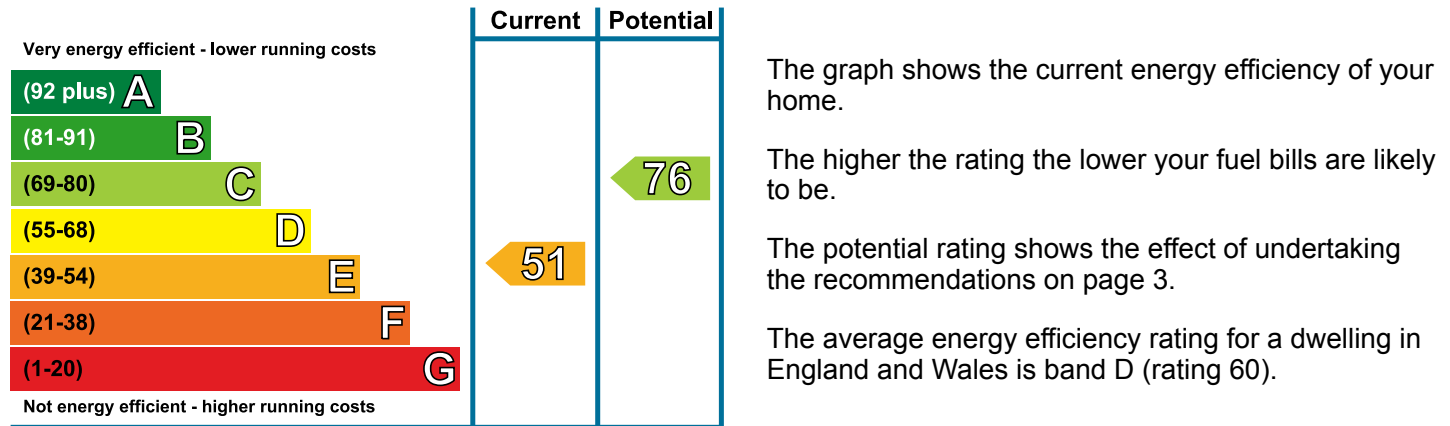 Current Potential
Very energy efficient - lower running costs
(92 plus) A
(81-91) B
(69-80) C
76
(55-68) D
(39-54) E
51
(21-38) F
(1-20) G
Not energy efficient - higher running costs
The graph shows the current energy efficiency of your
home.
The higher the rating the lower your fuel bills are likely
to be.
The potential rating shows the effect of undertaking
the recommendations on page 3.
The average energy efficiency rating for a dwelling in
England and Wales is band D (rating 60).